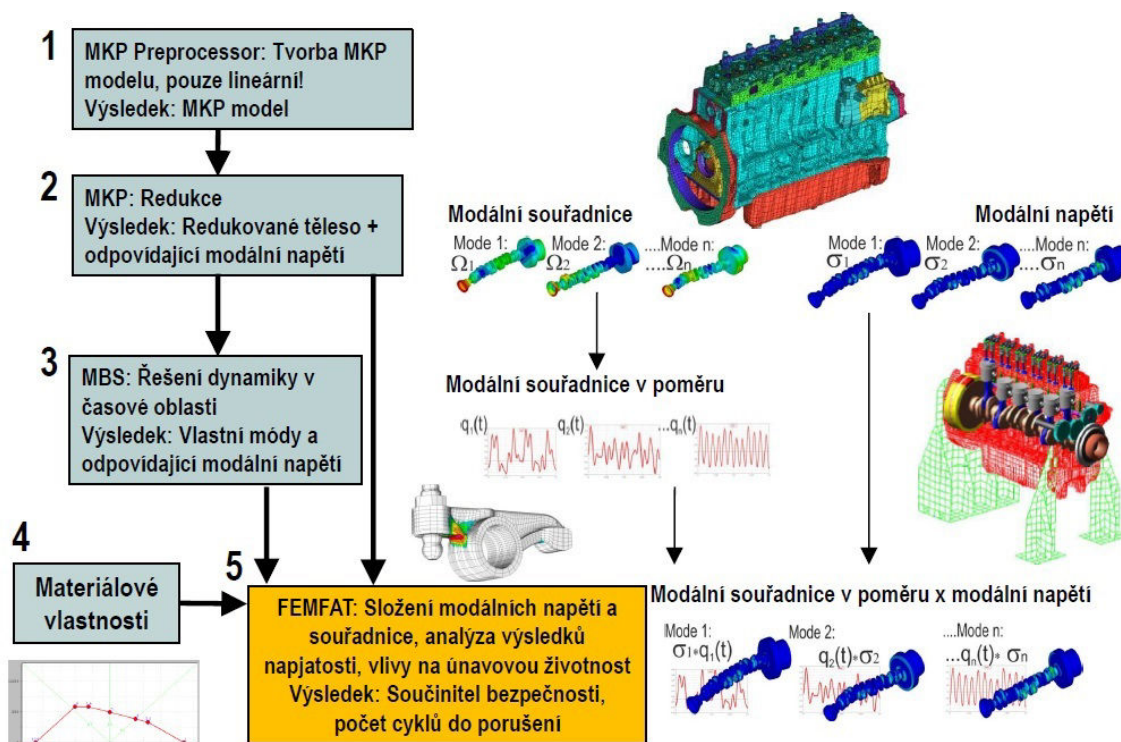 1
MKP Preprocessor: Tvorba MKP
modelu, pouze lineární!
Výsledek: MKP model
2
MKP: Redukce
Výsledek: Redukované těleso +
odpovídající modální napětí
3
MBS: Řešení dynamiky v
časové oblasti
Výsledek: Vlastní módy a
odpovídající modální napětí
4
Materiálové
vlastnosti
5
FEMFAT: Složení modálních napětí a
souřadnice, analýza výsledků
napjatosti, vlivy na únavovou životnost
Výsledek: Součinitel bezpečnosti,
počet cyklů do porušení
Modální souřadnice
Mode 1: Mode 2: ....Mode n:
Ω1 Ω2 .....Ωn
Modální napětí
Mode 1: Mode 2: ....Mode n:
σ1 σ2 .....σn
Modální souřadnice v poměru
q1(t) q2(t) ...qn(t)
Modální souřadnice v poměru x modální napětí
Mode 1: Mode 2: ....Mode n:
σ1*q1(t) q2(t)*σ2 ...qn(t)* σn